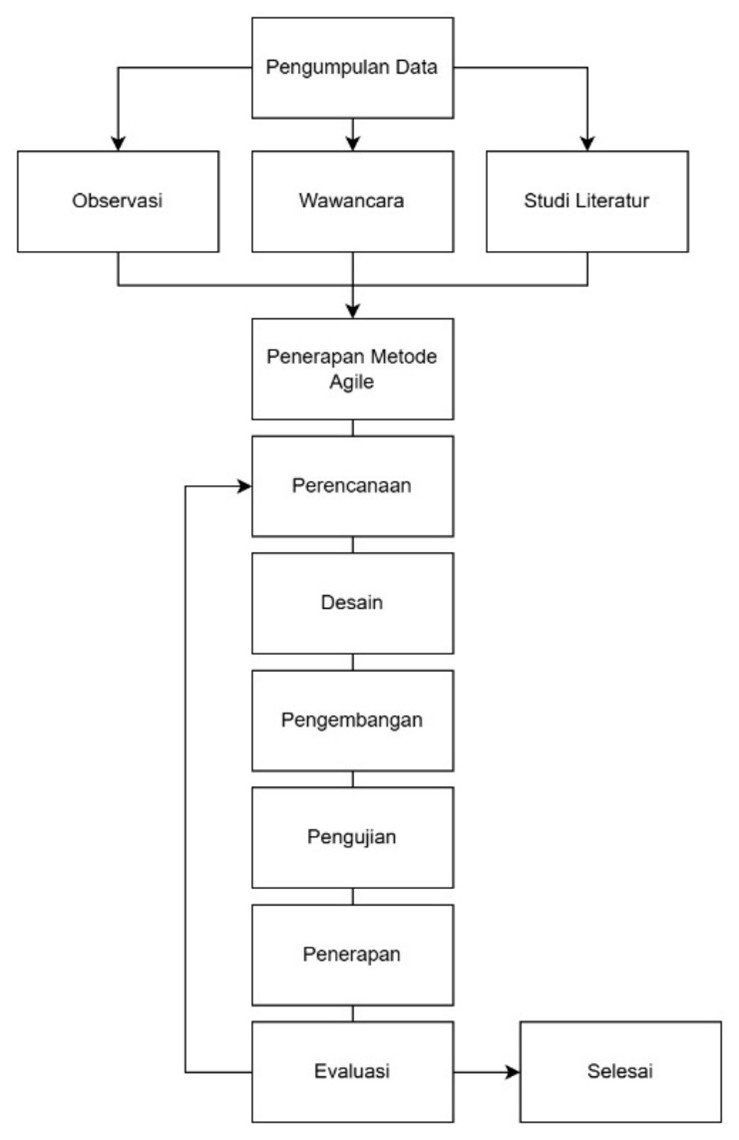 Pengumpulan Data
Observasi
Wawancara
Studi Literatur
Penerapan Metode
Agile
Perencanaan
Desain
Pengembangan
Pengujian
Penerapan
Evaluasi
Selesai